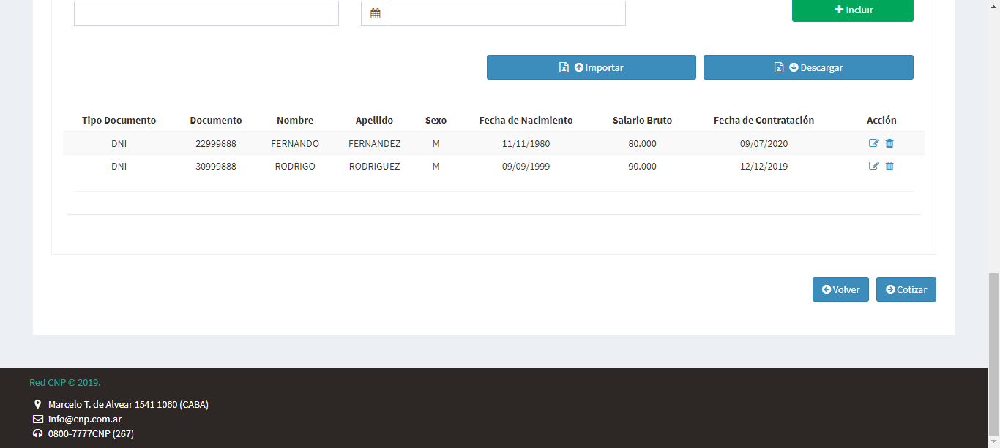 Incluir
Importar Descargar
Tipo Documento Documento Nombre Apellido Sexo Fecha de Nacimiento Salario Bruto Fecha de Contratación Acción
DNI 22999888 FERNANDO FERNANDEZ M 11/11/1980 80.000 09/07/2020
DNI 30999888 RODRIGO RODRIGUEZ M 09/09/1999 90.000 12/12/2019
Volver Cotizar
Red CNP © 2019.
Marcelo T. de Alvear 1541 1060 (CABA)
info@cnp.com.ar
0800-7777CNP (267)